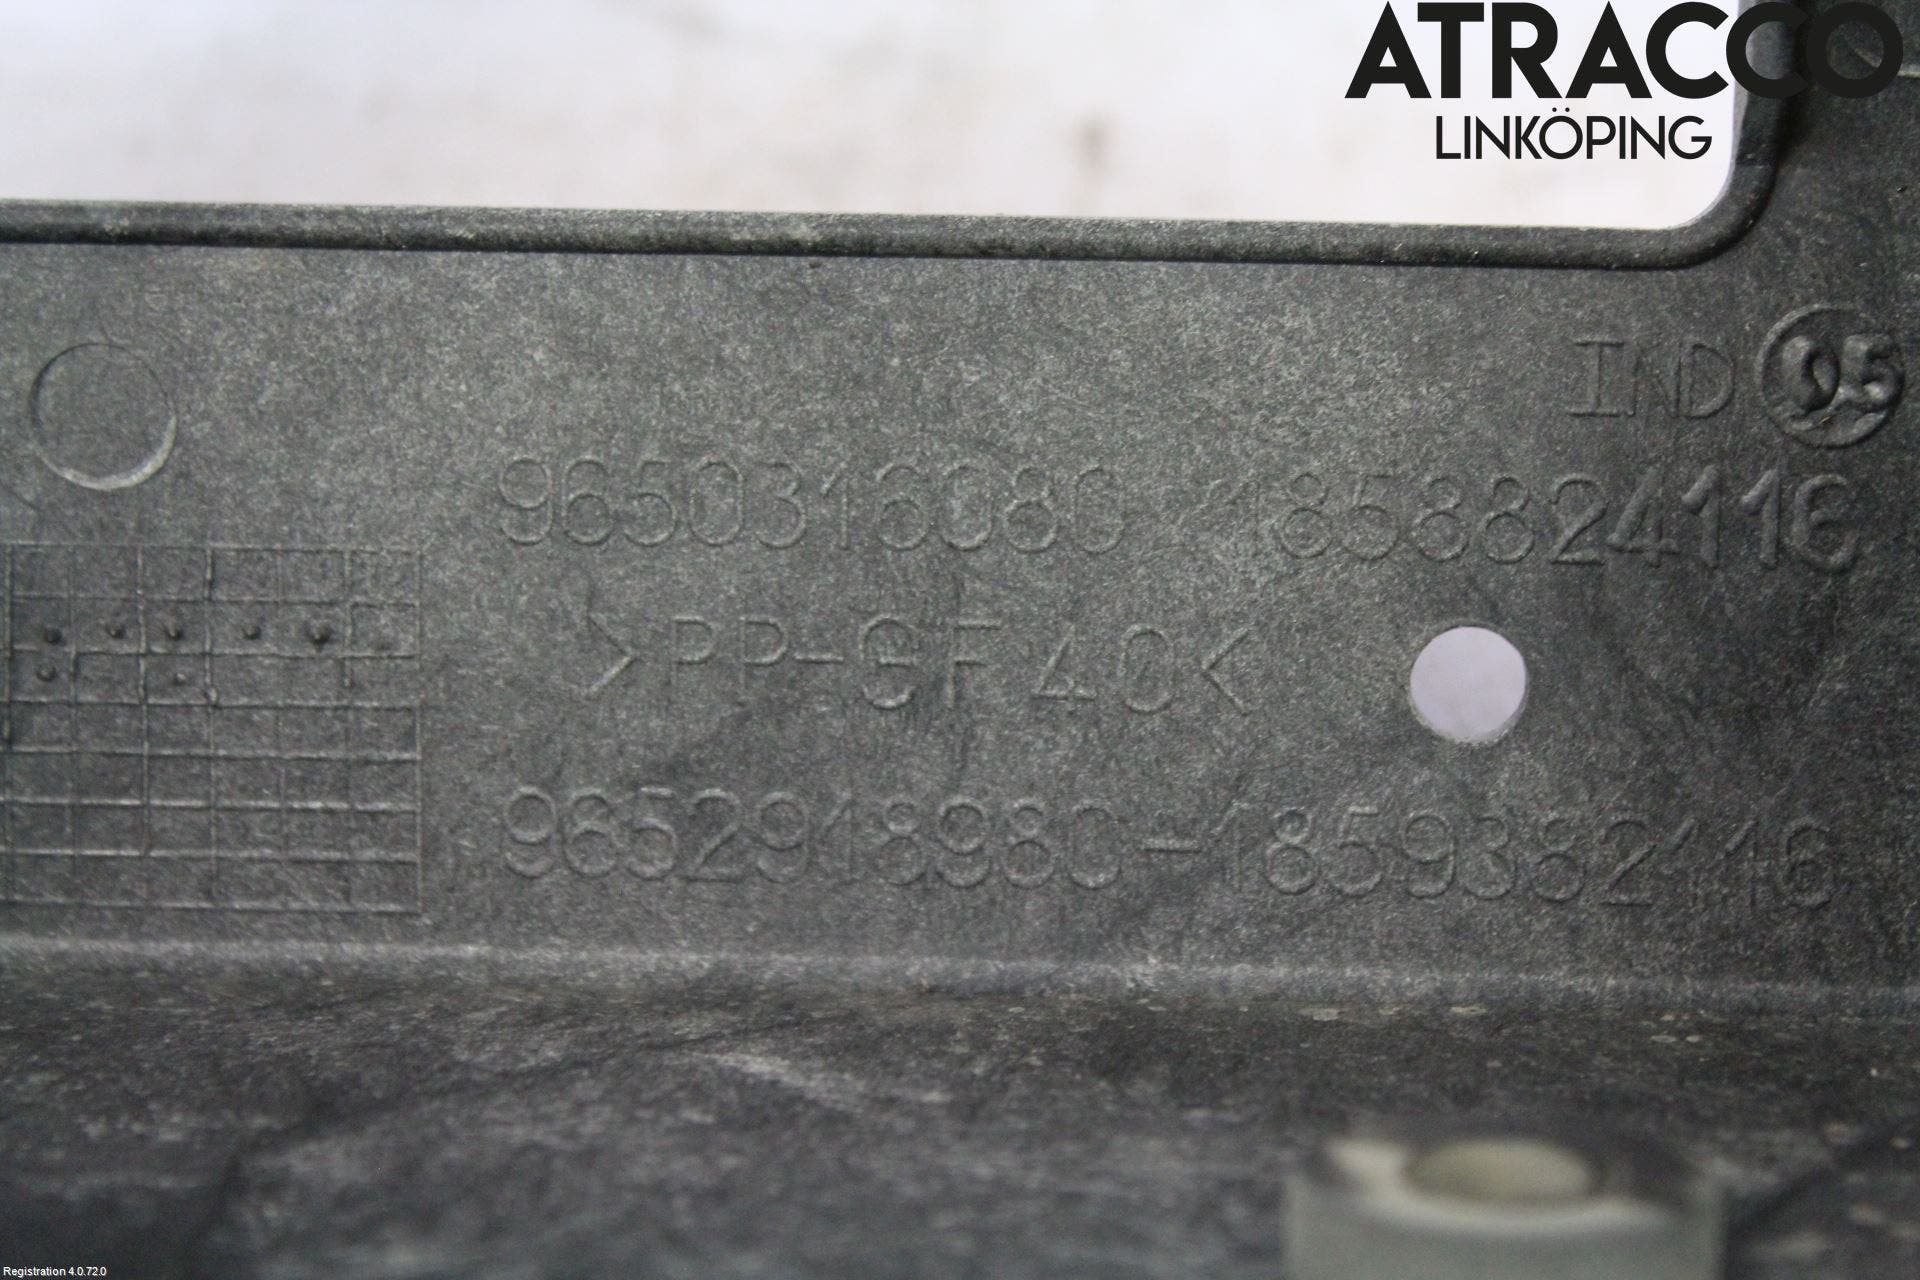 ATRACCO
LINKÖPING
IND 05
9650316080-1858824116
>PP-GF40<
9652918980-1859382116
Registration 4.0.72.0